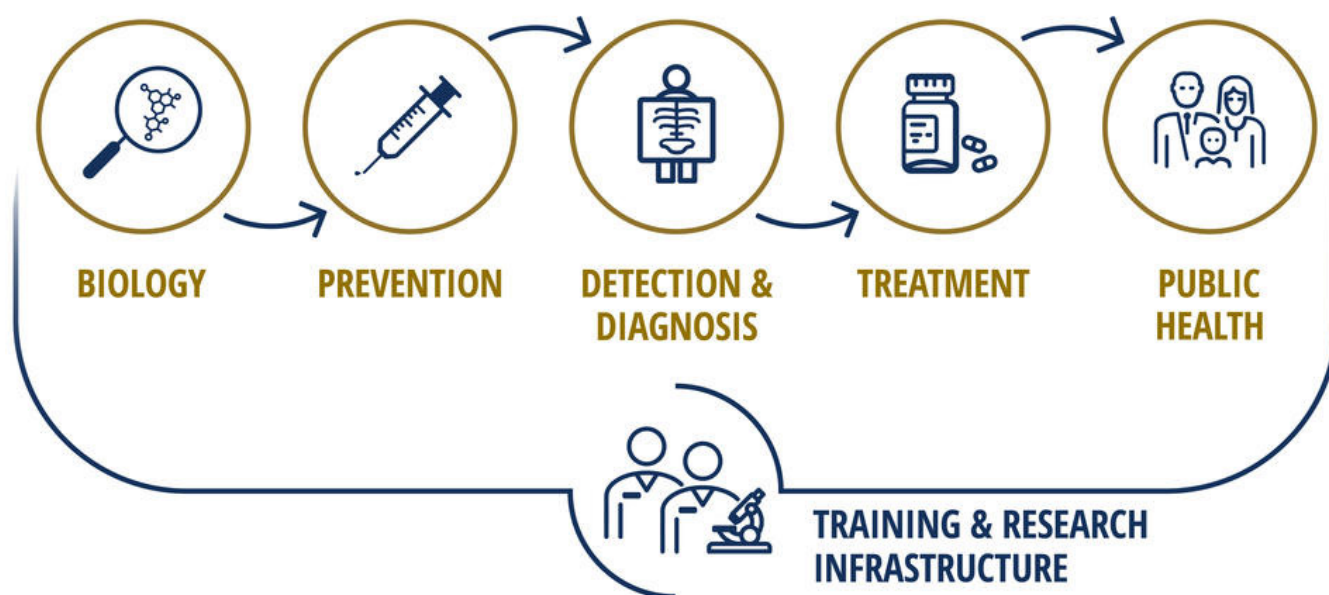 BIOLOGY
PREVENTION
DETECTION &
DIAGNOSIS
TREATMENT
PUBLIC
HEALTH
TRAINING & RESEARCH
INFRASTRUCTURE